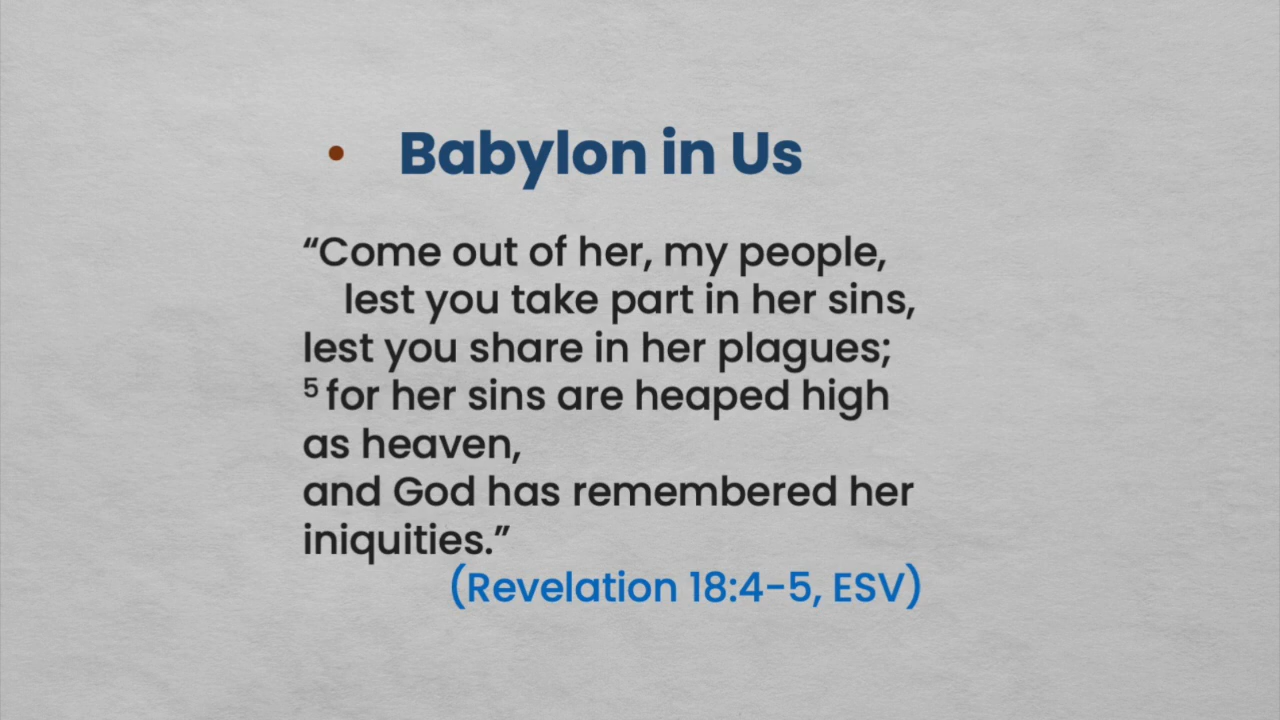 • Babylon in Us
“Come out of her, my people,
lest you take part in her sins,
lest you share in her plagues;
5 for her sins are heaped high
as heaven,
and God has remembered her
iniquities.”
(Revelation 18:4-5, ESV)